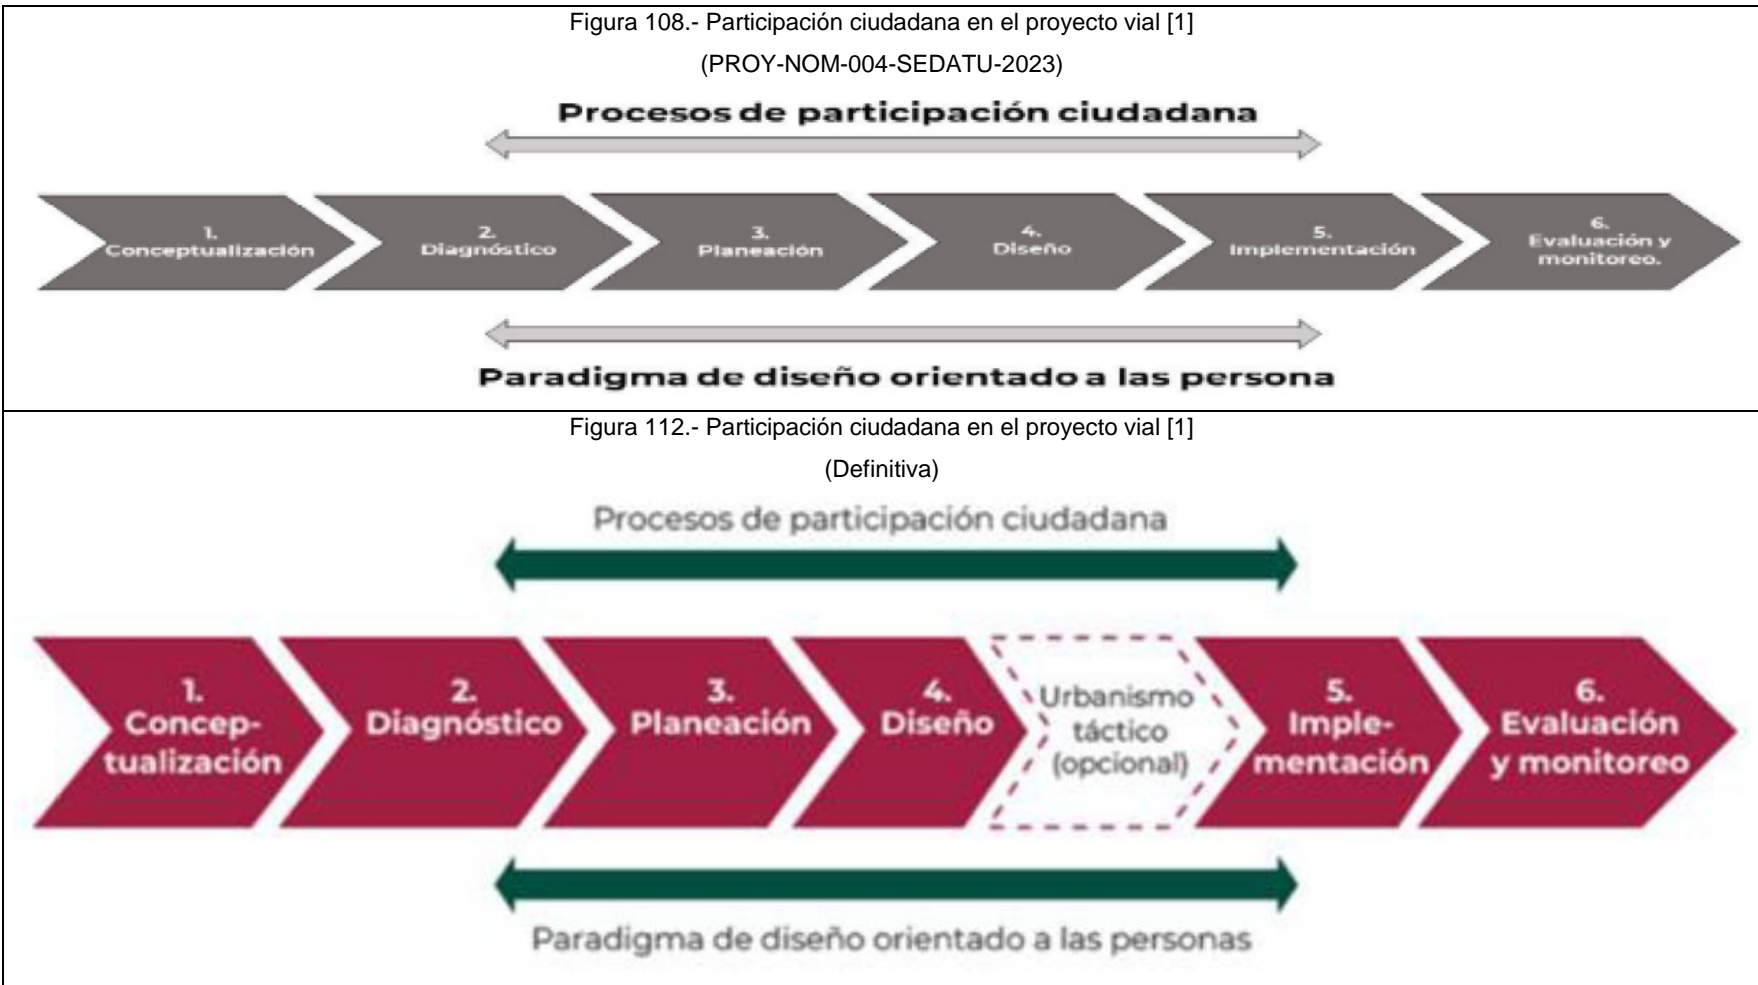 Figura 108.- Participación ciudadana en el proyecto vial [1]
(PROY-NOM-004-SEDATU-2023)
Procesos de participación ciudadana
1.
Conceptualización
2.
Diagnóstico
3.
Planeación
4.
Diseño
5.
Implementación
6.
Evaluación y
monitoreo.
Paradigma de diseño orientado a las persona
Figura 112.- Participación ciudadana en el proyecto vial [1]
(Definitiva)
Procesos de participación ciudadana
1.
Concep-
tualización
2.
Diagnóstico
3.
Planeación
4.
Diseño
Urbanismo
táctico
(opcional)
5.
Imple-
mentación
6.
Evaluación
y monitoreo
Paradigma de diseño orientado a las personas